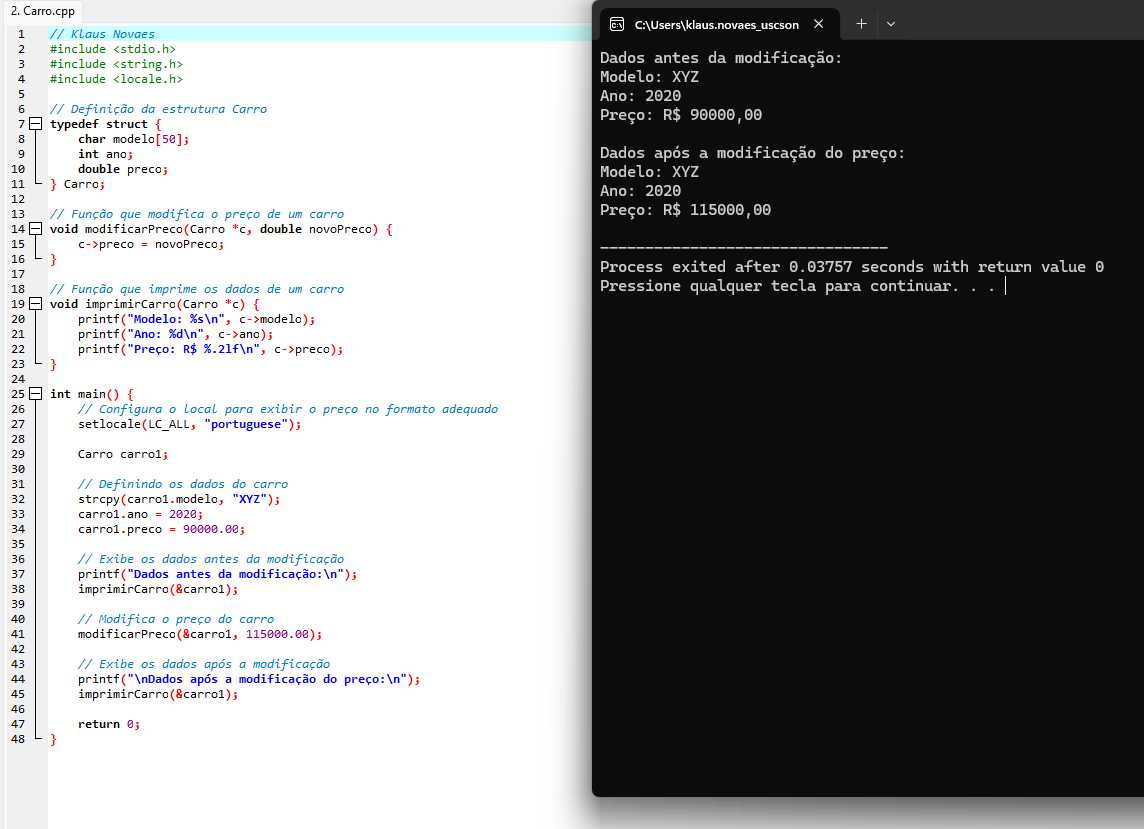 2. Carro.cpp
1 // Klaus Novaes
2 #include <stdio.h>
3 #include <string.h>
4 #include <locale.h>
5
6 // Definição da estrutura Carro
7 typedef struct {
8 char modelo[50];
9 int ano;
10 double preco;
11 } Carro;
12
13 // Função que modifica o preço de um carro
14 void modificarPreco(Carro *c, double novoPreco) {
15 c->preco = novoPreco;
16 }
17
18 // Função que imprime os dados de um carro
19 void imprimirCarro(Carro *c) {
20 printf("Modelo: %s\n", c->modelo);
21 printf("Ano: %d\n", c->ano);
22 printf("Preço: R$ %.2lf\n", c->preco);
23 }
24
25 int main() {
26 // Configura o local para exibir o preço no formato adequado
27 setlocale(LC_ALL, "portuguese");
28
29 Carro carro1;
30
31 // Definindo os dados do carro
32 strcpy(carro1.modelo, "XYZ");
33 carro1.ano = 2020;
34 carro1.preco = 90000.00;
35
36 // Exibe os dados antes da modificação
37 printf("Dados antes da modificação:\n");
38 imprimirCarro(&carro1);
39
40 // Modifica o preço do carro
41 modificarPreco(&carro1, 115000.00);
42
43 // Exibe os dados após a modificação
44 printf("\nDados após a modificação do preço:\n");
45 imprimirCarro(&carro1);
46
47 return 0;
48 }
C:\Users\klaus.novaes_uscson
Dados antes da modificação:
Modelo: XYZ
Ano: 2020
Preço: R$ 90000,00
Dados após a modificação do preço:
Modelo: XYZ
Ano: 2020
Preço: R$ 115000,00
--------------------------------
Process exited after 0.03757 seconds with return value 0
Pressione qualquer tecla para continuar. . .